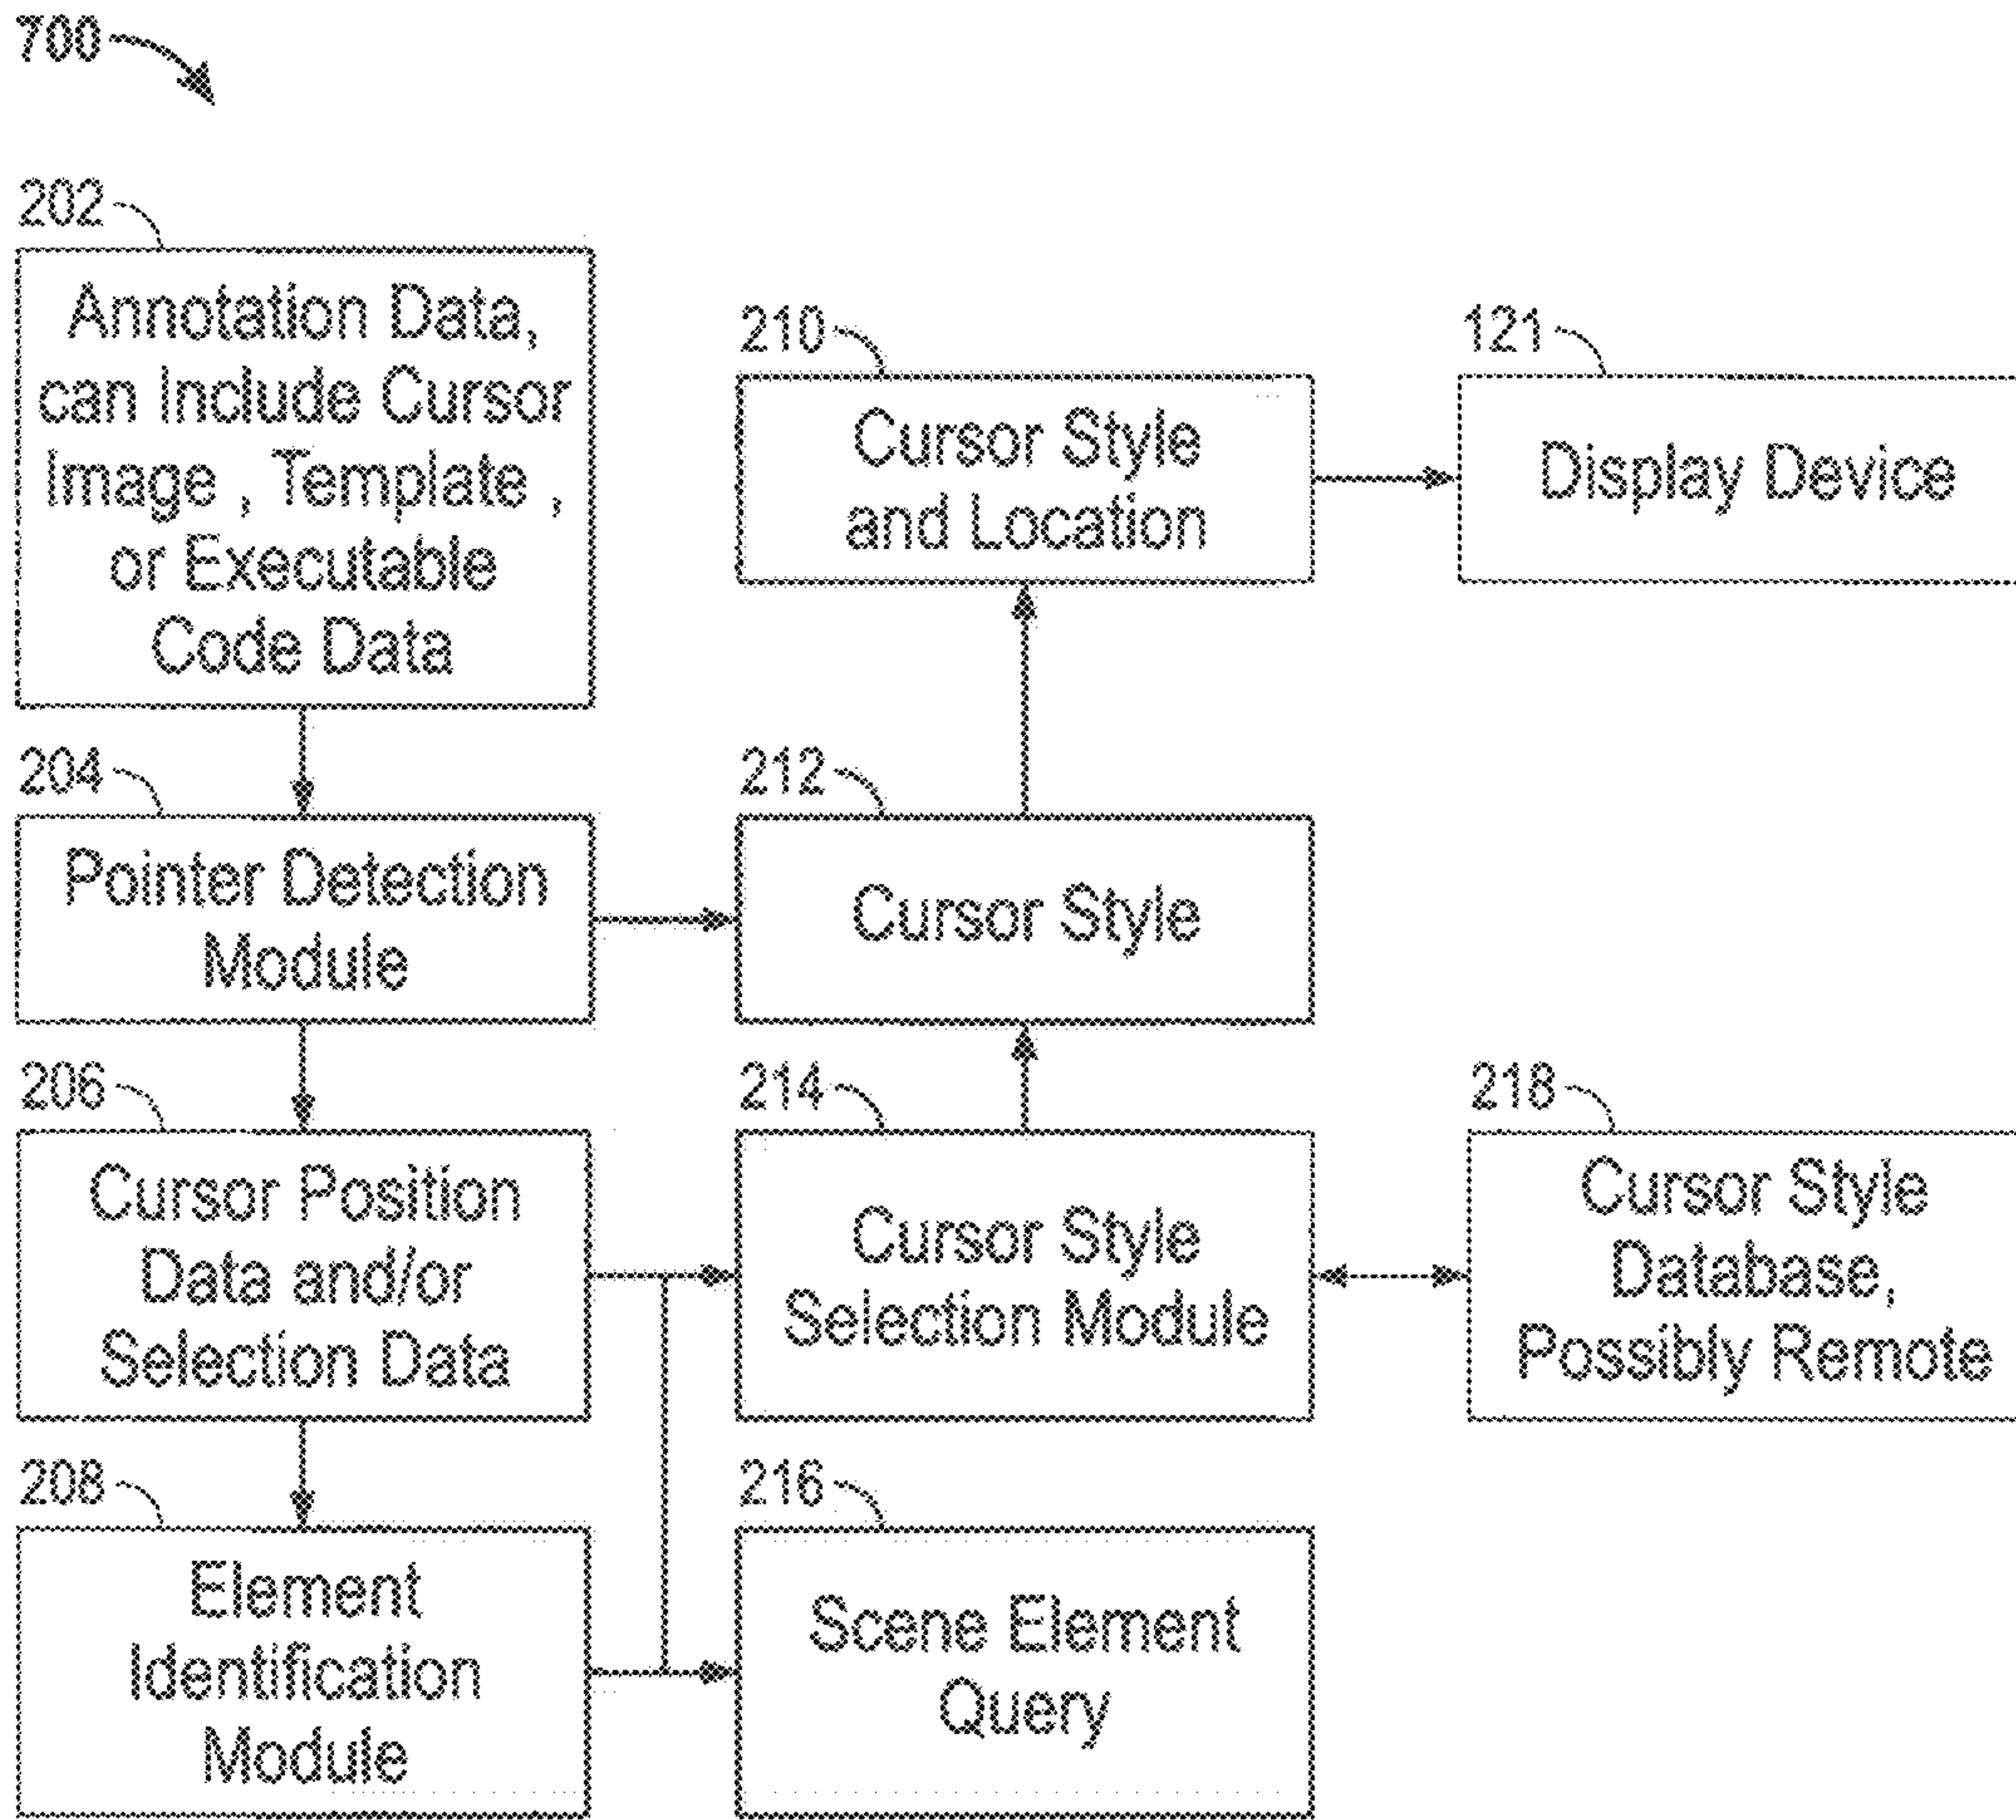 700
202
Annotation Data,
can Include Cursor
Image , Template ,
or Executable
Code Data
210
Cursor Style
and Location
121
Display Device
204
Pointer Detection
Module
212
Cursor Style
206
Cursor Position
Data and/or
Selection Data
214
Cursor Style
Selection Module
218
Cursor Style
Database,
Possibly Remote
208
Element
Identification
Module
216
Scene Element
Query